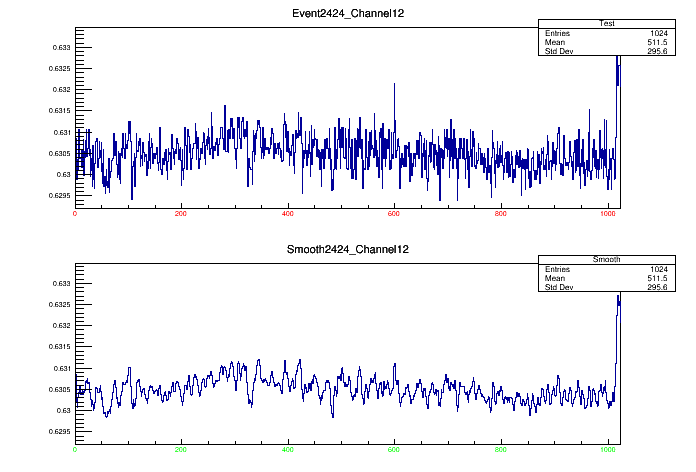 Event2424_Channel12
Test
Entries 1024
Mean 511.5
Std Dev 295.6
0.633
0.6325
0.632
0.6315
0.631
0.6305
0.63
0.6295
0 200 400 600 800 1000
Smooth2424_Channel12
Smooth
Entries 1024
Mean 511.5
Std Dev 295.6
0.633
0.6325
0.632
0.6315
0.631
0.6305
0.63
0.6295
0 200 400 600 800 1000